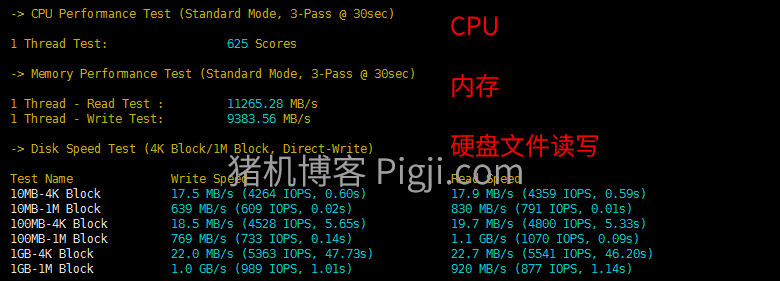 -> CPU Performance Test (Standard Mode, 3-Pass @ 30sec)
CPU
1 Thread Test: 625 Scores
-> Memory Performance Test (Standard Mode, 3-Pass @ 30sec)
内存
1 Thread - Read Test : 11265.28 MB/s
1 Thread - Write Test: 9383.56 MB/s
-> Disk Speed Test (4K Block/1M Block, Direct-Write)
硬盘文件读写
猪机博客 Pigji.com
Test Name Write Speed Read Speed
10MB-4K Block 17.5 MB/s (4264 IOPS, 0.60s) 17.9 MB/s (4359 IOPS, 0.59s)
10MB-1M Block 639 MB/s (609 IOPS, 0.02s) 830 MB/s (791 IOPS, 0.01s)
100MB-4K Block 18.5 MB/s (4528 IOPS, 5.65s) 19.7 MB/s (4800 IOPS, 5.33s)
100MB-1M Block 769 MB/s (733 IOPS, 0.14s) 1.1 GB/s (1070 IOPS, 0.09s)
1GB-4K Block 22.0 MB/s (5363 IOPS, 47.73s) 22.7 MB/s (5541 IOPS, 46.20s)
1GB-1M Block 1.0 GB/s (989 IOPS, 1.01s) 920 MB/s (877 IOPS, 1.14s)